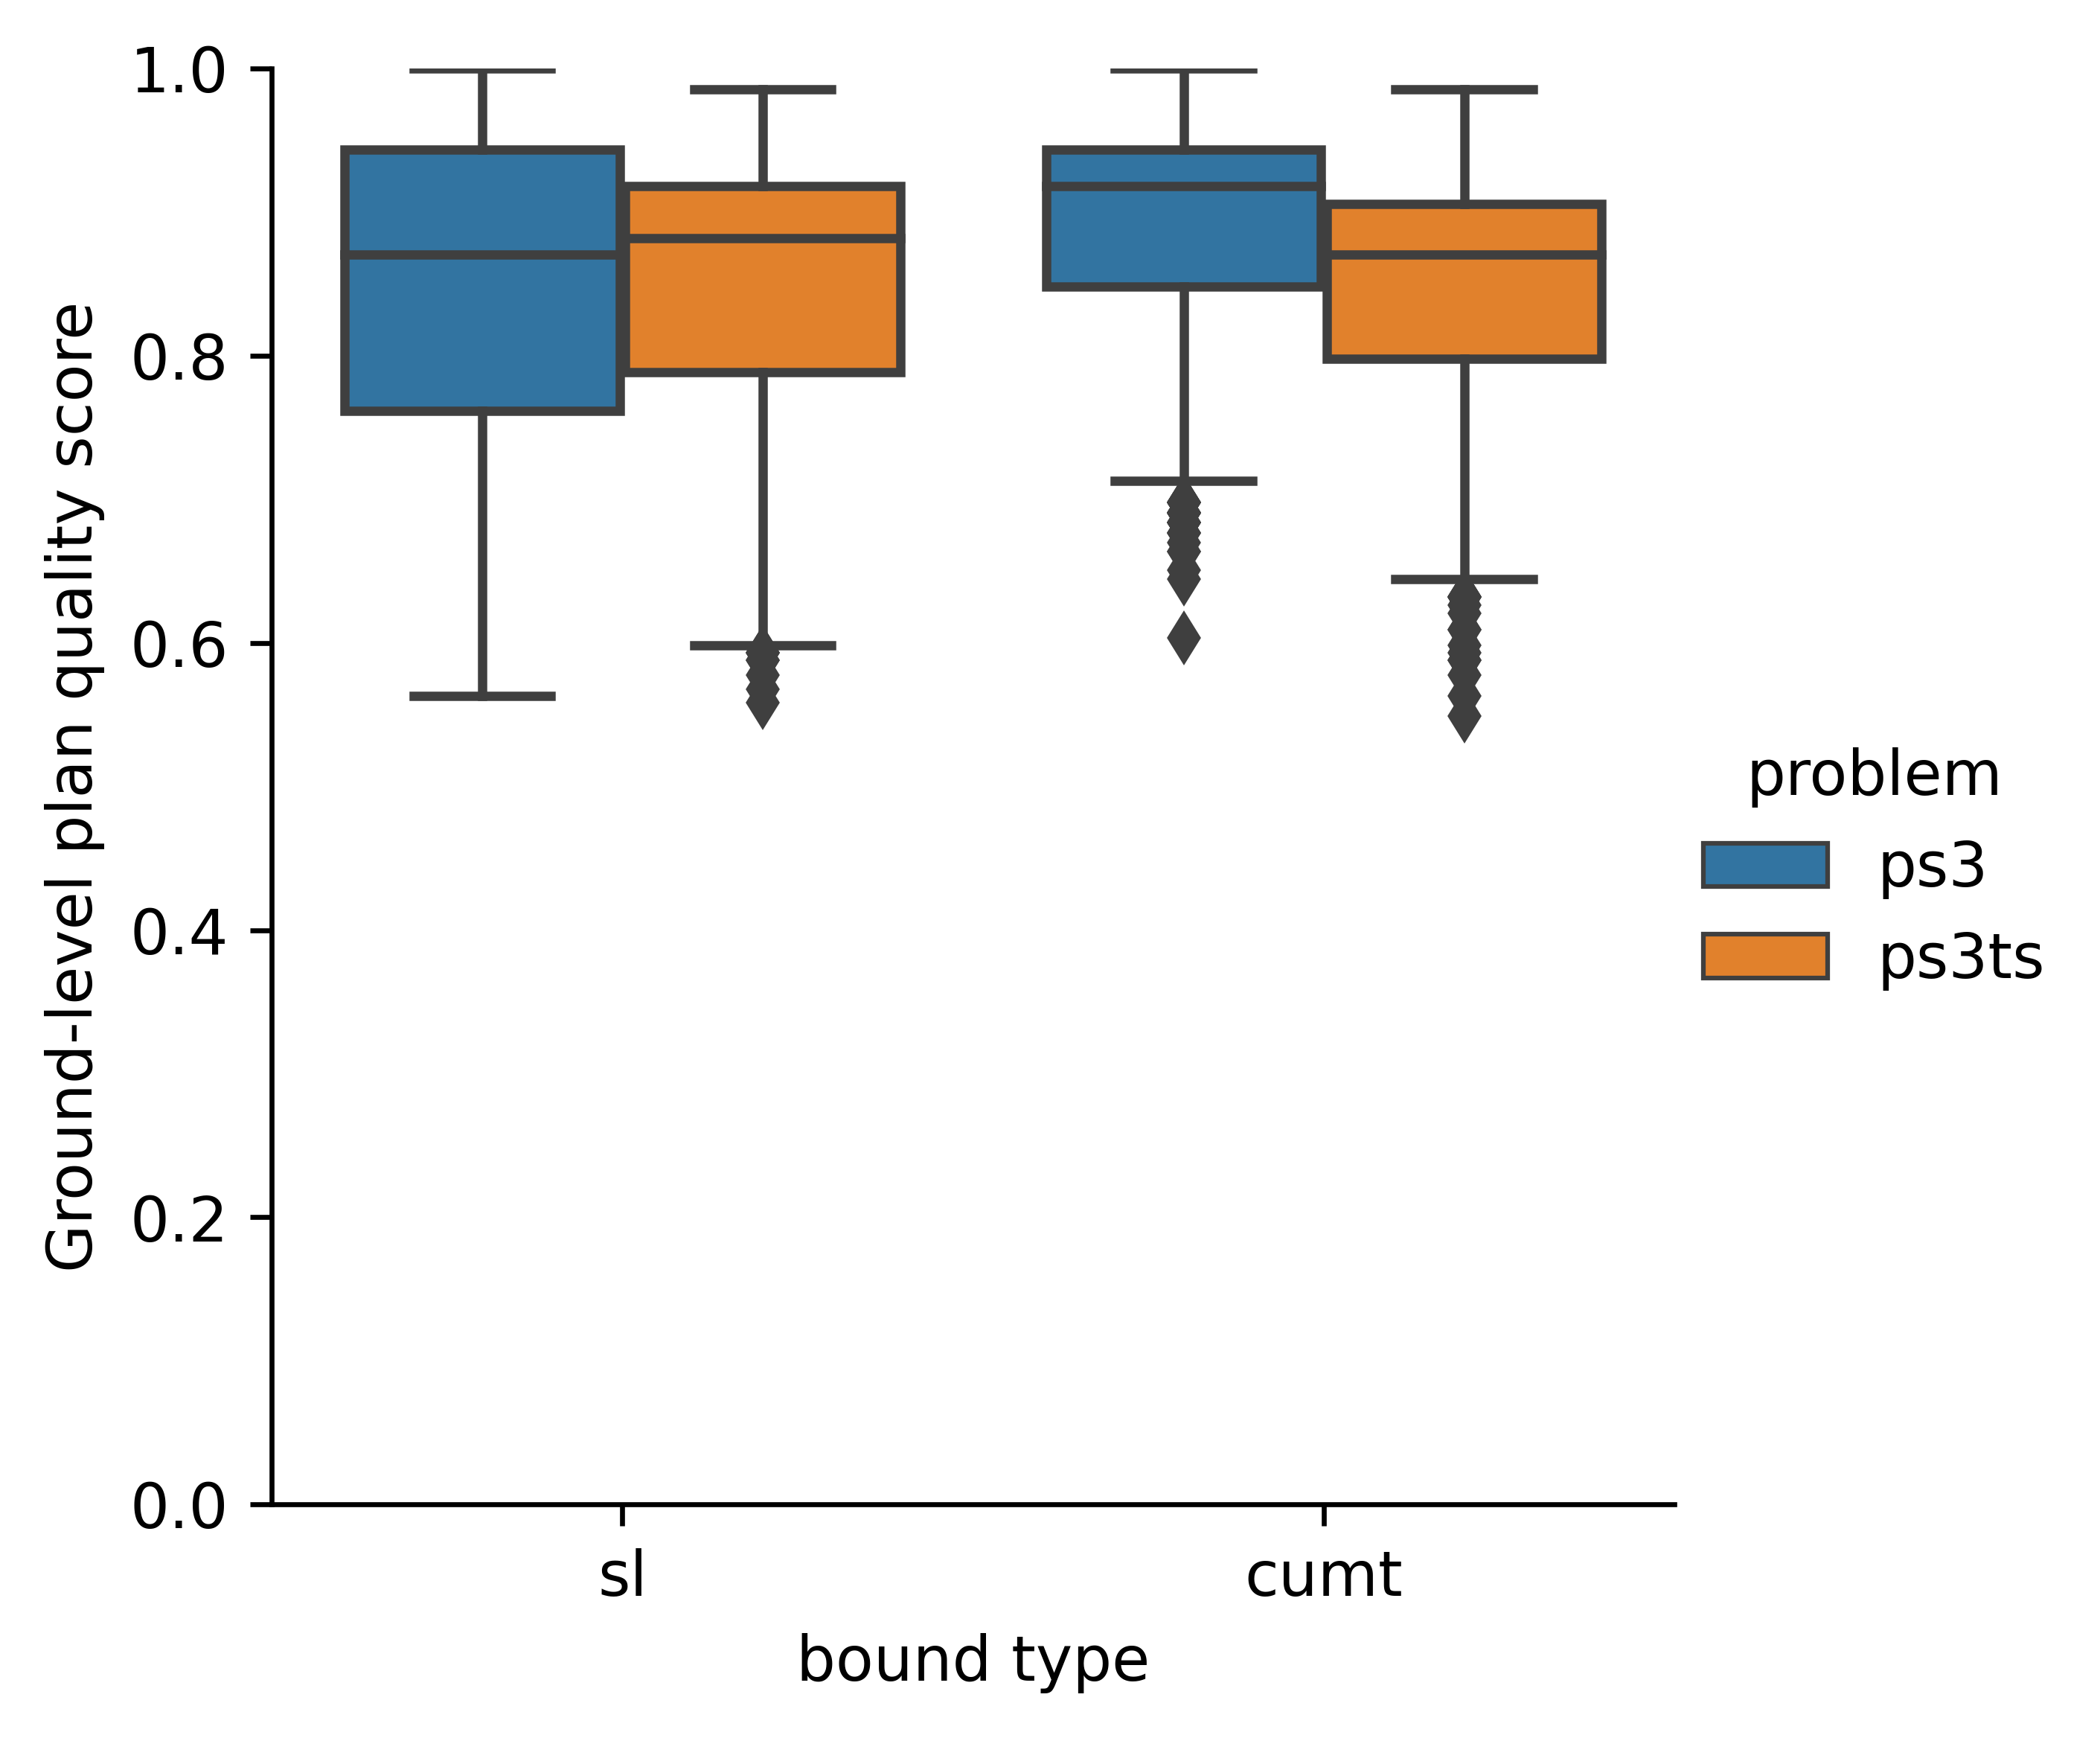 Ground-level plan quality score
1.0
0.8
0.6
0.4
0.2
0.0
sl
cumt
bound type
problem
ps3
ps3ts